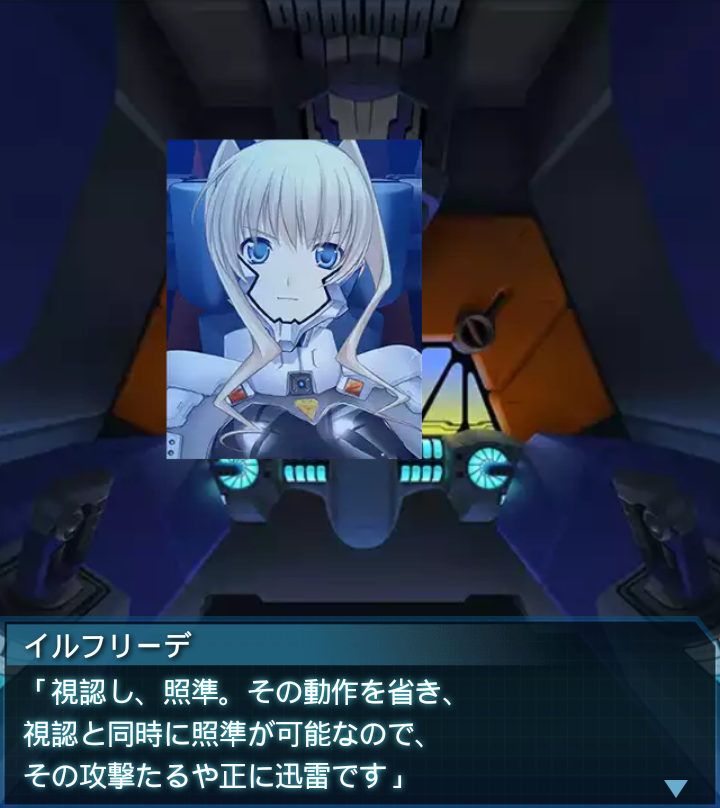 イルフリーデ
「視認し、照準。その動作を省き、
視認と同時に照準が可能なので、
その攻撃たるや正に迅雷です」